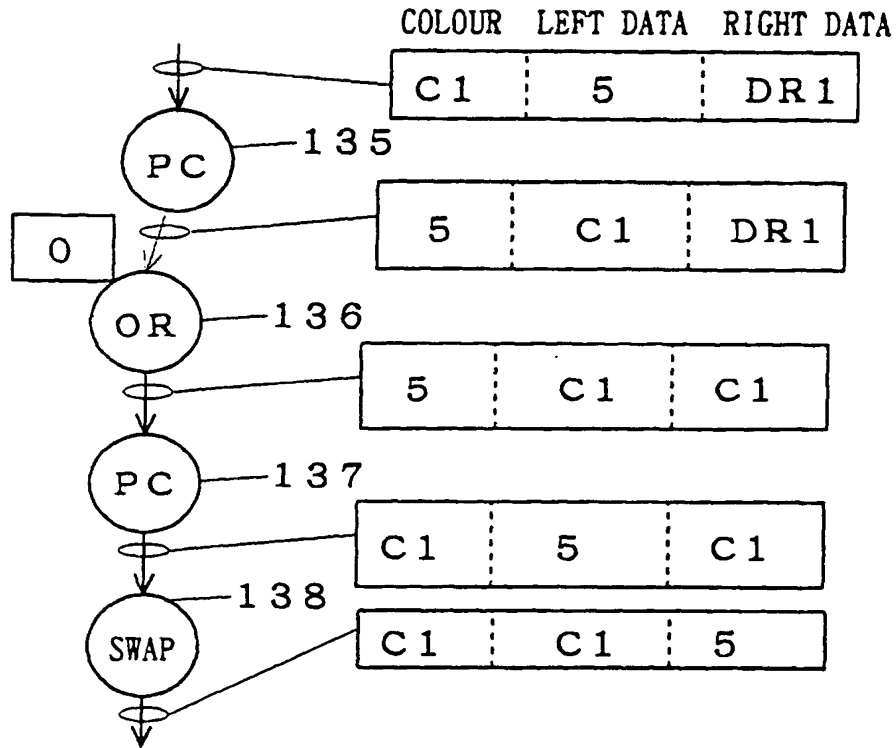 COLOUR LEFT DATA RIGHT DATA
C1 5 DR1
PC 135
5 C1 DR1
0
OR 136
5 C1 C1
PC 137
C1 5 C1
SWAP 138
C1 C1 5